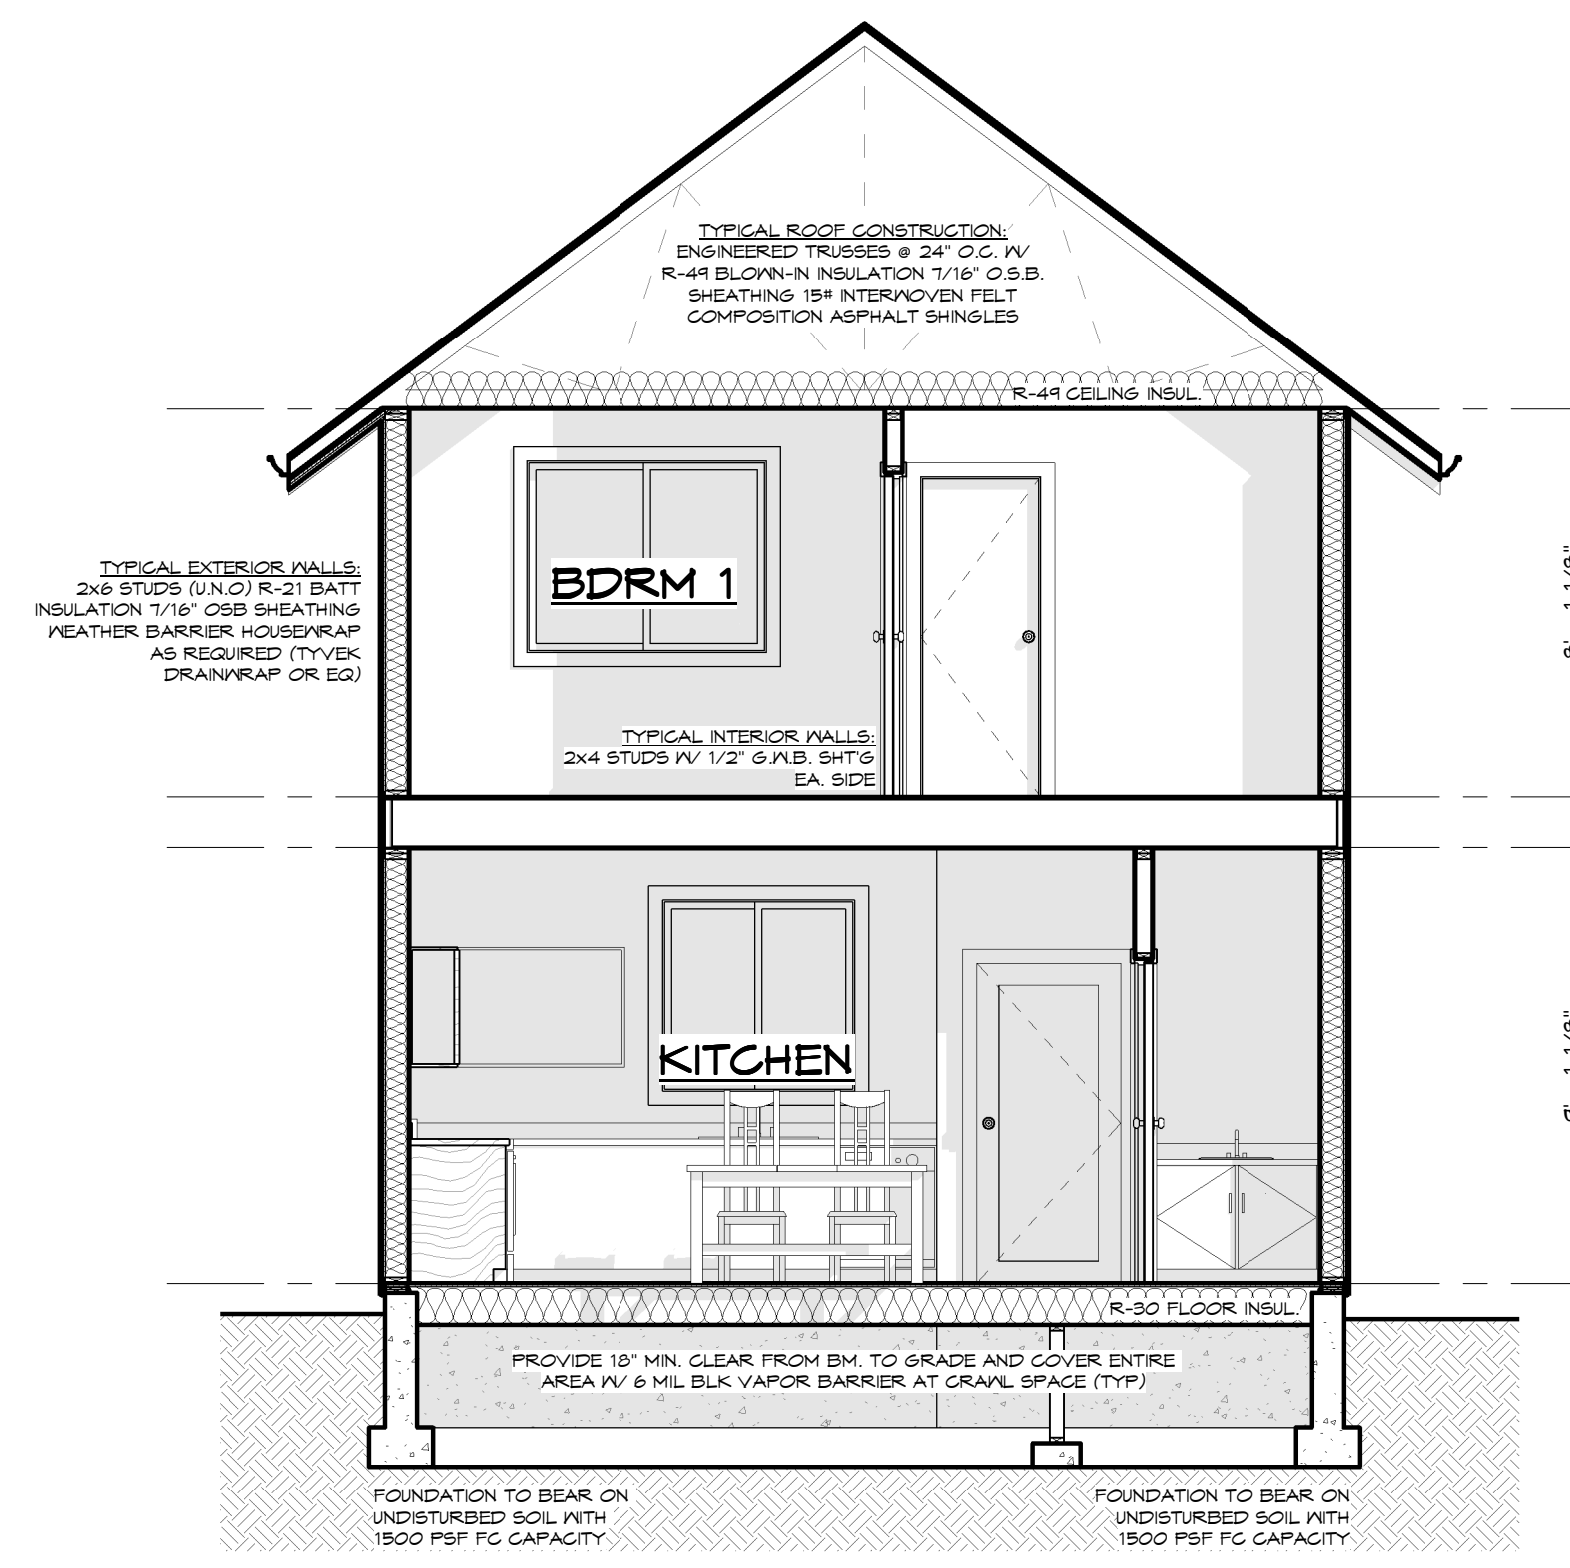 TYPICAL ROOF CONSTRUCTION:
ENGINEERED TRUSSES @ 24" O.C. W/
R-49 BLOWN-IN INSULATION 7/16" O.S.B.
SHEATHING 15# INTERWOVEN FELT
COMPOSITION ASPHALT SHINGLES
R-49 CEILING INSUL.
TYPICAL EXTERIOR WALLS:
2x6 STUDS (U.N.O) R-21 BATT
INSULATION 7/16" OSB SHEATHING
WEATHER BARRIER HOUSEWRAP
AS REQUIRED (TYVEK
DRAINWRAP OR EQ)
BDRM 1
TYPICAL INTERIOR WALLS:
2x4 STUDS W/ 1/2" G.W.B. SHT'G
EA. SIDE
KITCHEN
R-30 FLOOR INSUL.
PROVIDE 18" MIN. CLEAR FROM BM. TO GRADE AND COVER ENTIRE
AREA W/ 6 MIL BLK VAPOR BARRIER AT CRAWL SPACE (TYP)
FOUNDATION TO BEAR ON
UNDISTURBED SOIL WITH
1500 PSF FC CAPACITY
FOUNDATION TO BEAR ON
UNDISTURBED SOIL WITH
1500 PSF FC CAPACITY